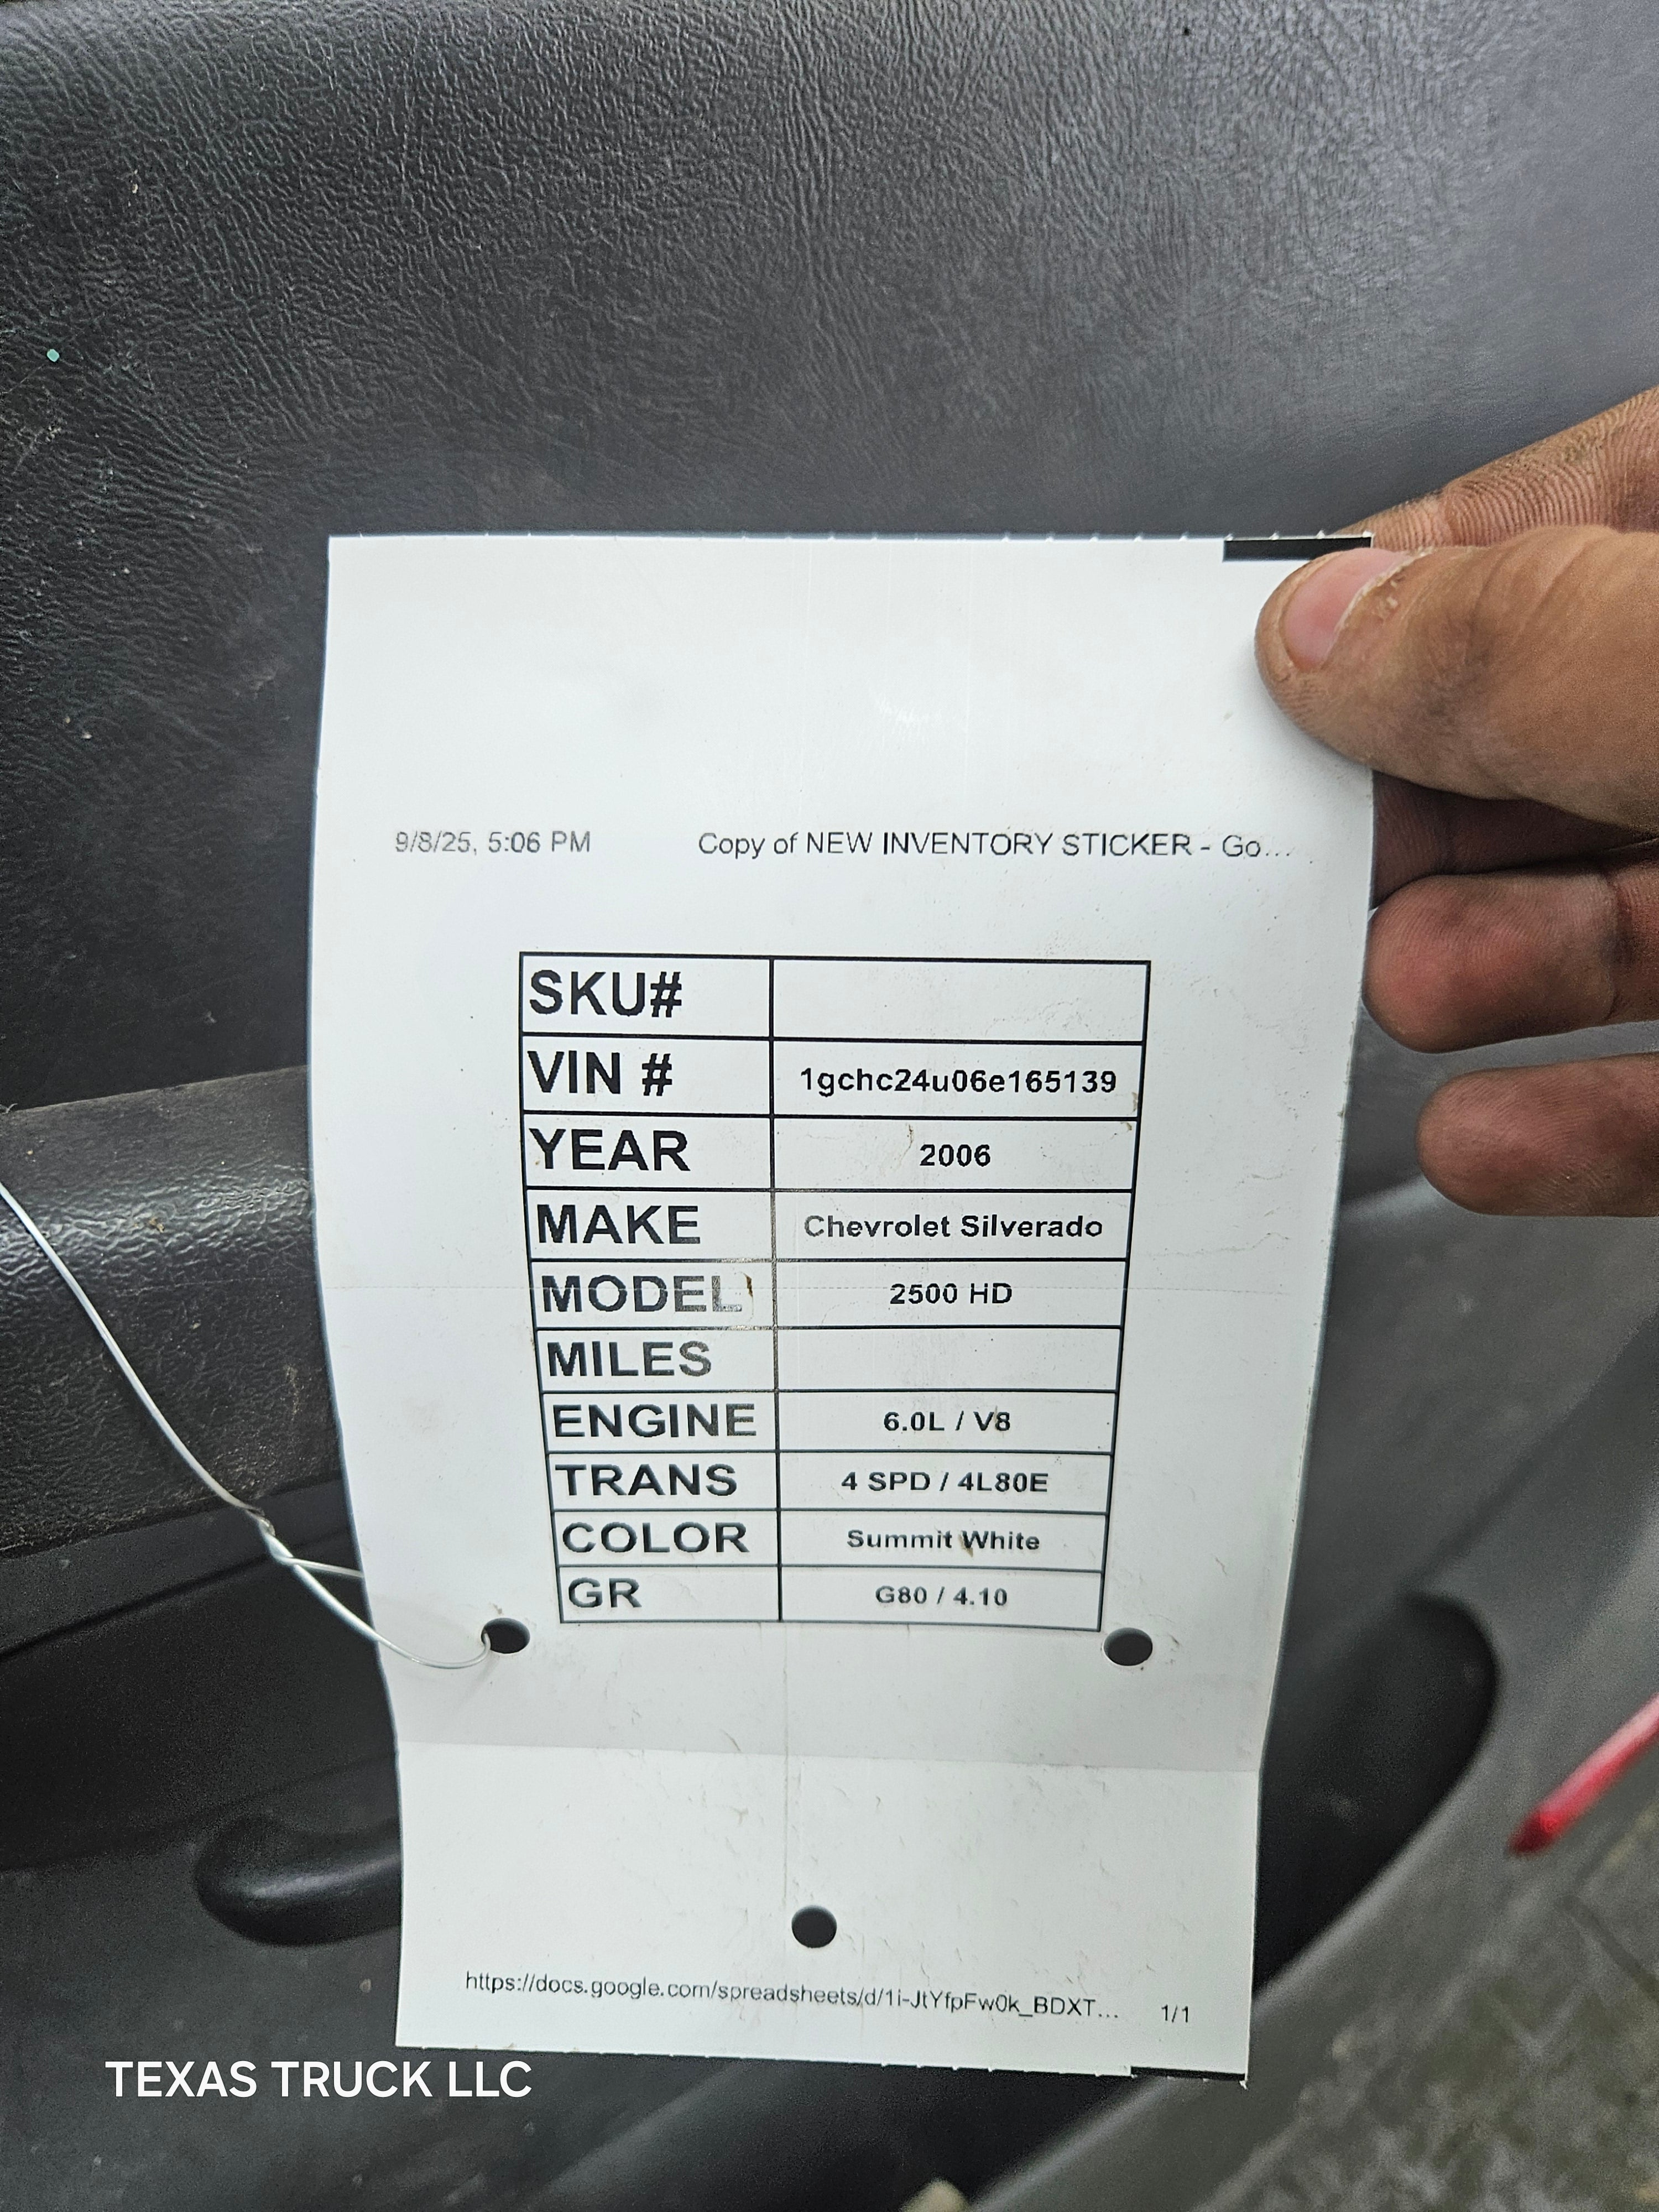 9/8/25, 5:06 PM Copy of NEW INVENTORY STICKER - Go...
SKU#
VIN # 1gchc24u06e165139
YEAR 2006
MAKE Chevrolet Silverado
MODEL 2500 HD
MILES
ENGINE 6.0L / V8
TRANS 4 SPD / 4L80E
COLOR Summit White
GR G80 / 4.10
https://docs.google.com/spreadsheets/d/1i-JtYfpFw0k_BDXT... 1/1
TEXAS TRUCK LLC